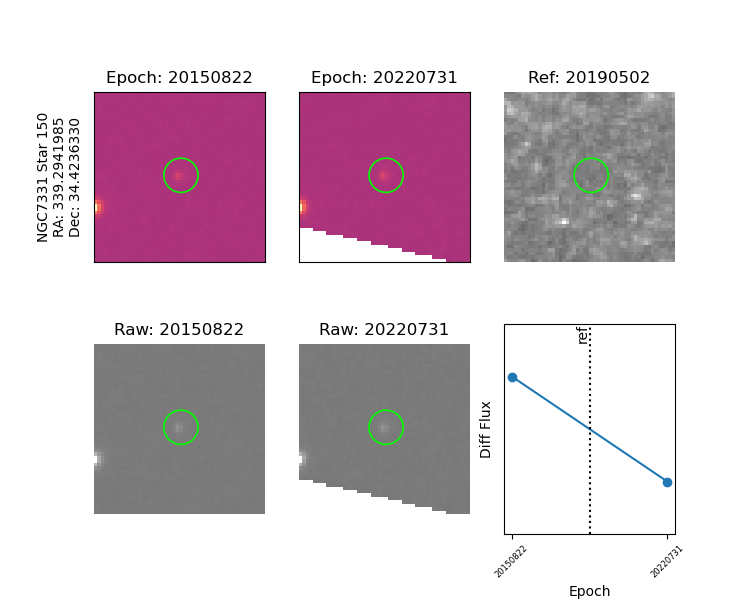 Epoch: 20150822
Epoch: 20220731
Ref: 20190502
NGC7331 Star 150
RA: 339.2941985
Dec: 34.4236330
Raw: 20150822
Raw: 20220731
ref
Diff Flux
20150822
20220731
Epoch